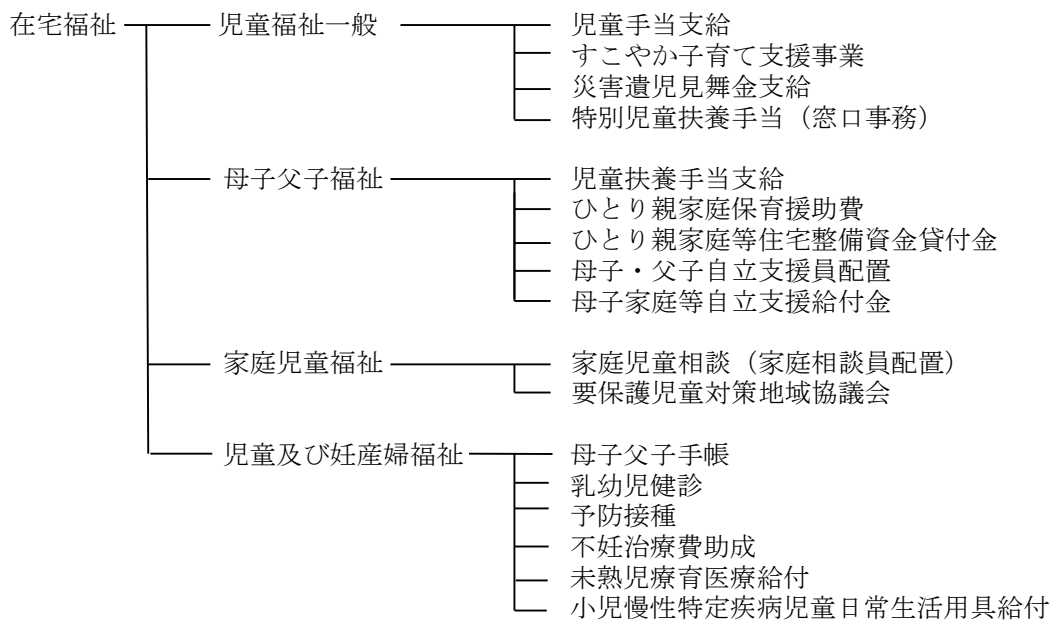 在宅福祉 児童福祉一般 児童手当支給
すこやか子育て支援事業
災害遺児見舞金支給
特別児童扶養手当（窓口事務）
母子父子福祉 児童扶養手当支給
ひとり親家庭保育援助費
ひとり親家庭等住宅整備資金貸付金
母子・父子自立支援員配置
母子家庭等自立支援給付金
家庭児童福祉 家庭児童相談（家庭相談員配置）
要保護児童対策地域協議会
児童及び妊産婦福祉 母子父子手帳
乳幼児健診
予防接種
不妊治療費助成
未熟児療育医療給付
小児慢性特定疾病児童日常生活用具給付